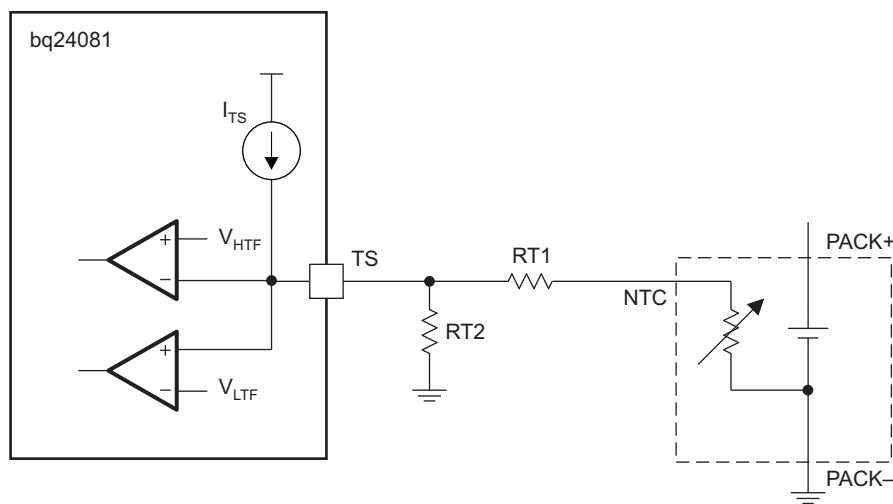 bq24081
I_TS
V_HTF
+
−
TS
RT1
PACK+
NTC
RT2
+
−
V_LTF
PACK−